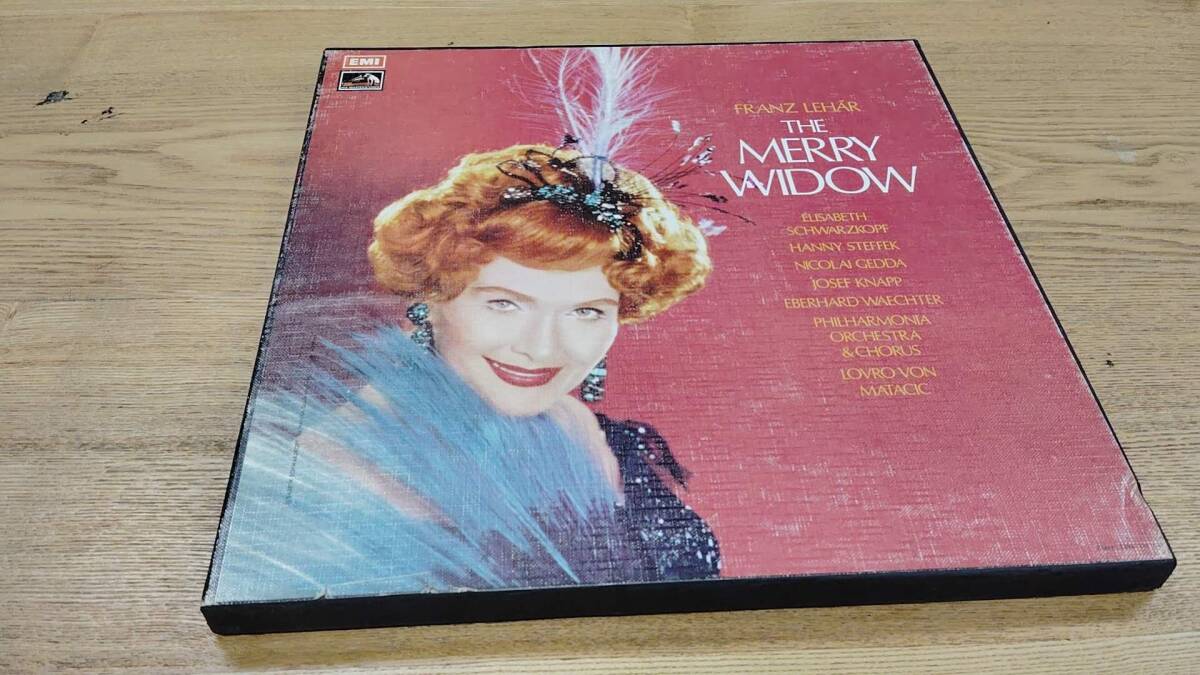 EMI
FRANZ LEHÁR
THE
MERRY
WIDOW
ELISABETH
SCHWARZKOPF
HANNY STEFFEK
NICOLAI GEDDA
JOSEF KNAPP
EBERHARD WAECHTER
PHILHARMONIA
ORCHESTRA
& CHORUS
LOVRO VON
MATACIC